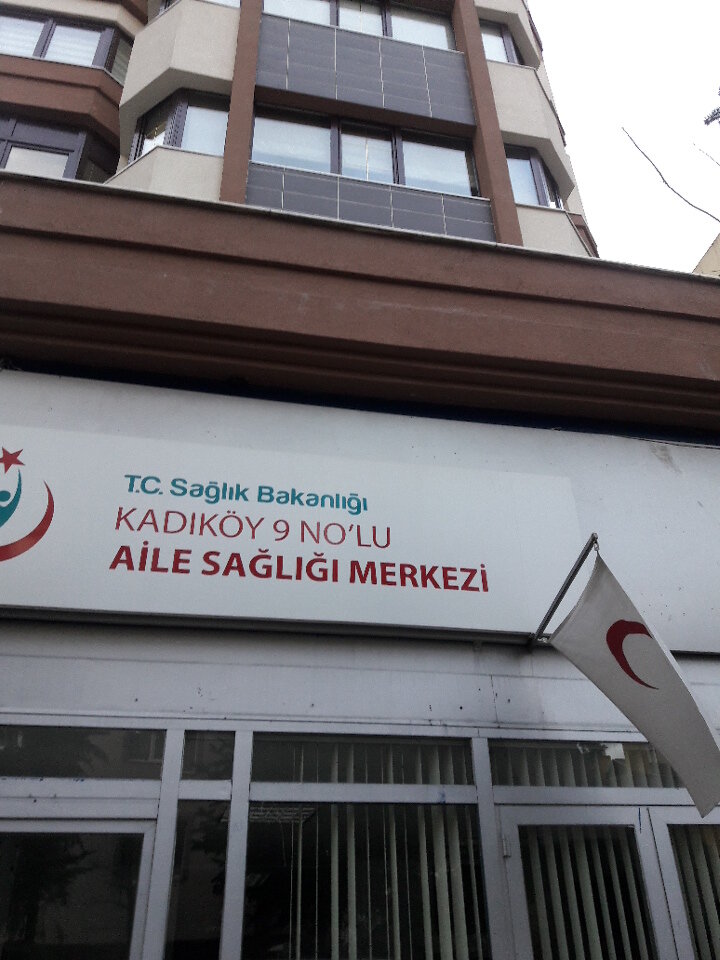 T.C. Sağlık Bakanlığı
KADIKÖY 9 NO'LU
AİLE SAĞLIĞI MERKEZİ